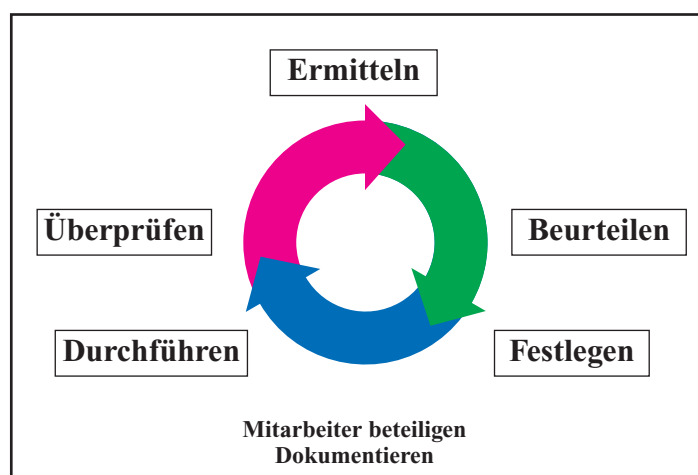 Ermitteln
Überprüfen
Beurteilen
Durchführen
Festlegen
Mitarbeiter beteiligen
Dokumentieren